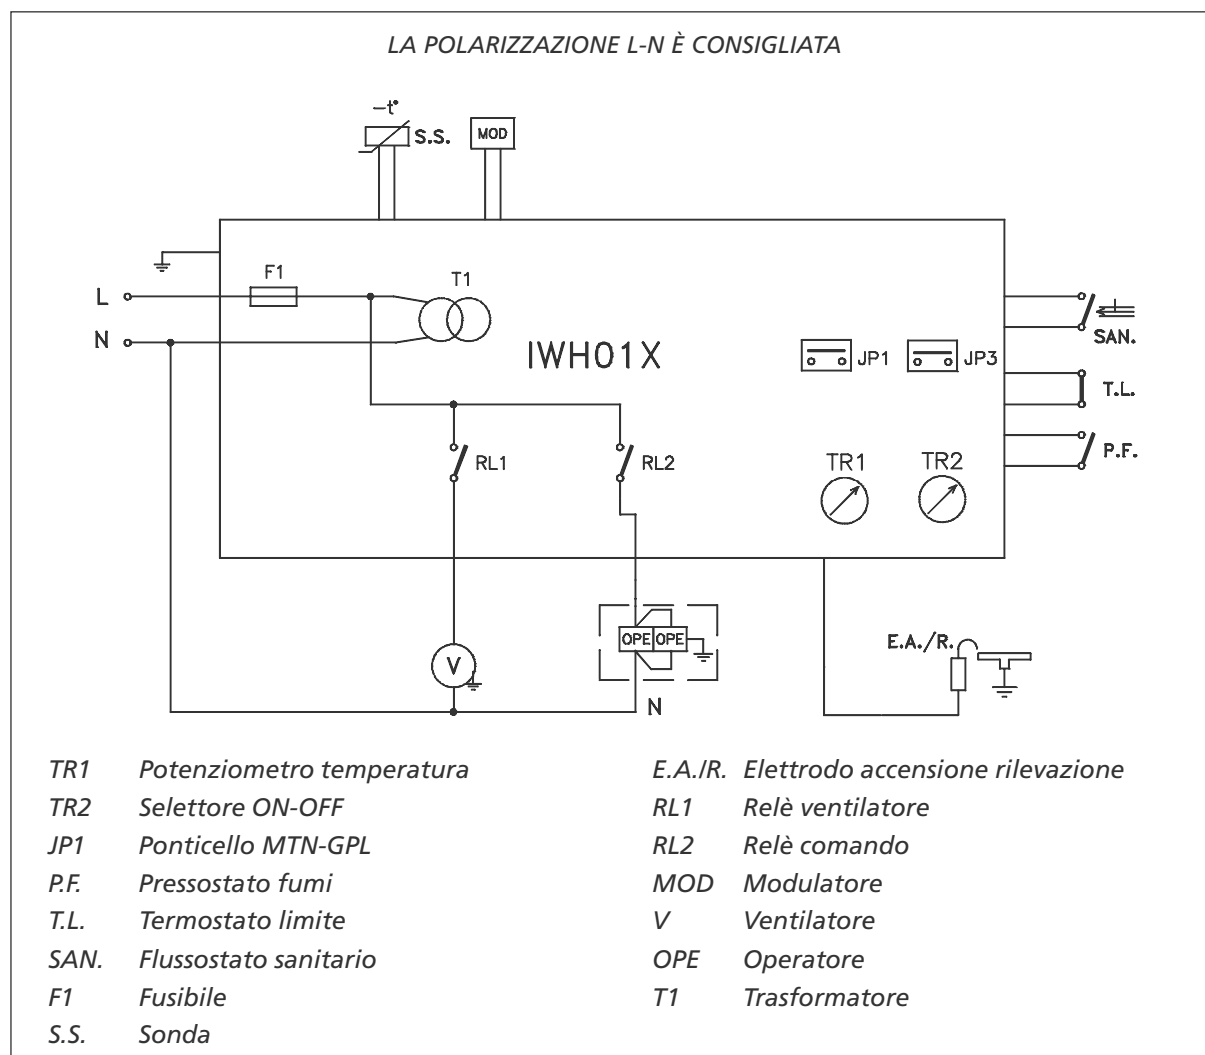 LA POLARIZZAZIONE L-N È CONSIGLIATA
-t°
S.S.
MOD
F1
T1
L
N
IWH01X
JP1
JP3
SAN.
T.L.
P.F.
RL1
RL2
TR1
TR2
OPE OPE
E.A./R.
V
N
TR1 Potenziometro temperatura
TR2 Selettore ON-OFF
JP1 Ponticello MTN-GPL
P.F. Pressostato fumi
T.L. Termostato limite
SAN. Flussostato sanitario
F1 Fusibile
S.S. Sonda
E.A./R. Elettrodo accensione rilevazione
RL1 Relè ventilatore
RL2 Relè comando
MOD Modulatore
V Ventilatore
OPE Operatore
T1 Trasformatore